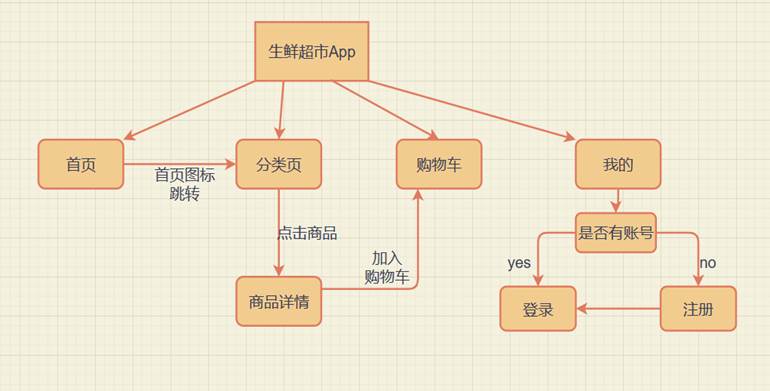 生鲜超市App
首页
分类页
购物车
我的
首页图标
跳转
点击商品
是否有账号
加入
购物车
yes
no
商品详情
登录
注册